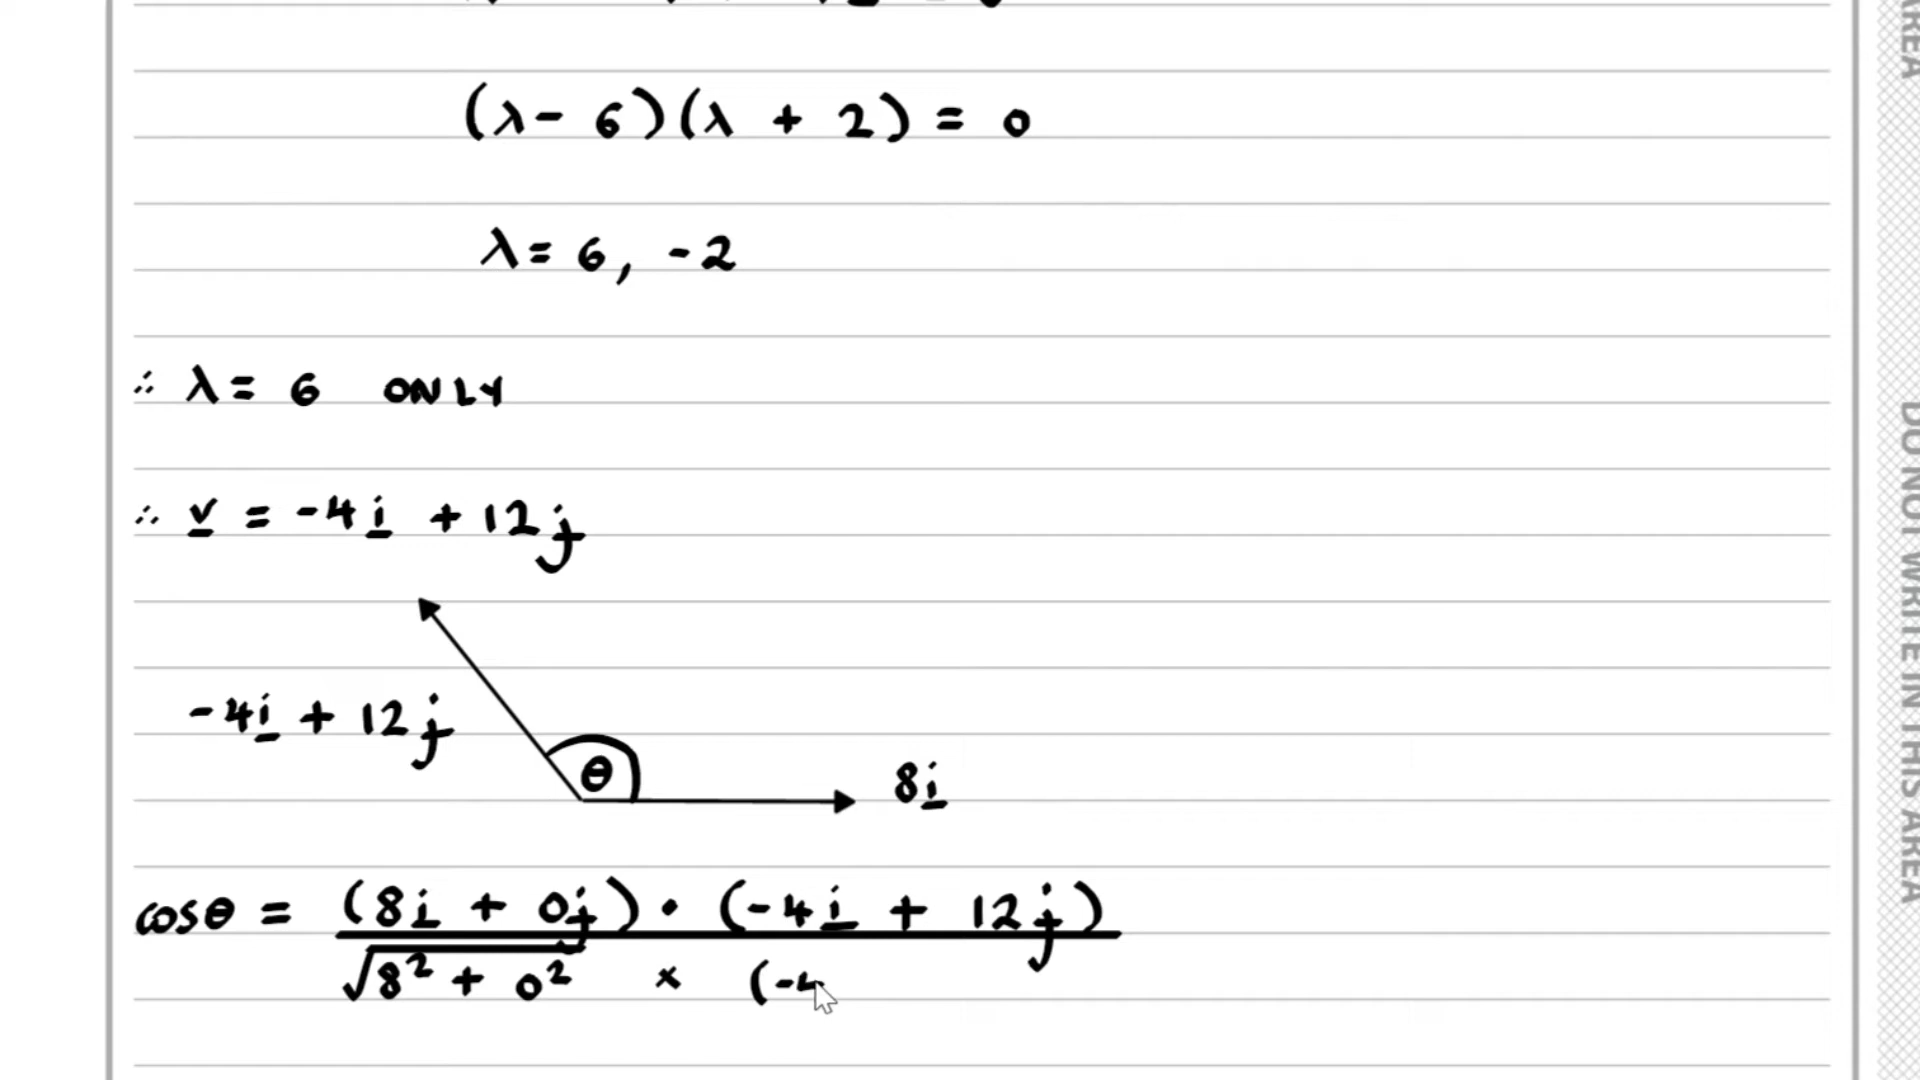 (λ - 6)(λ + 2) = 0
λ = 6, -2
∴ λ = 6 ONLY
∴ v = -4i + 12j
-4i + 12j
θ
8i
cosθ = (8i + 0j) • (-4i + 12j)
√8² + 0² × (-4
AREA
DO NOT WRITE IN THIS AREA